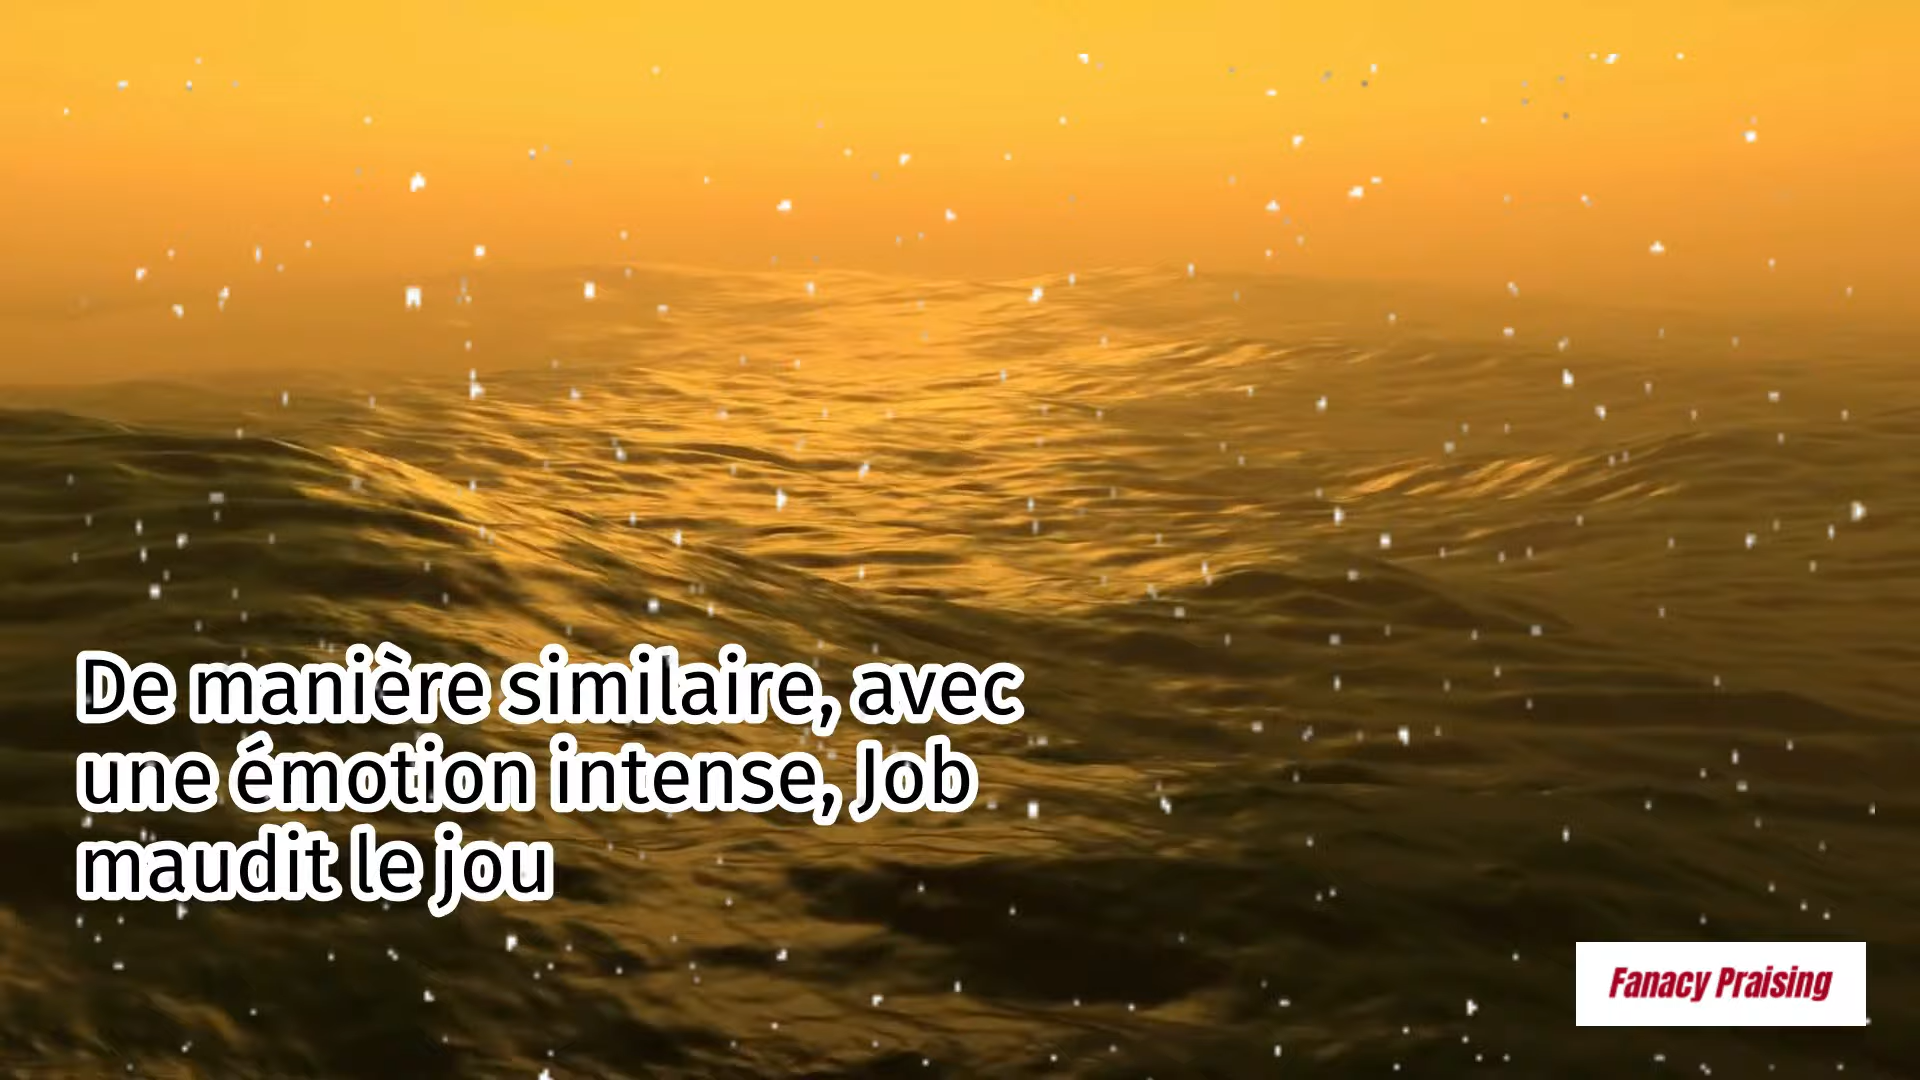 De manière similaire, avec
une émotion intense, Job
maudit le jou
Fanacy Praising